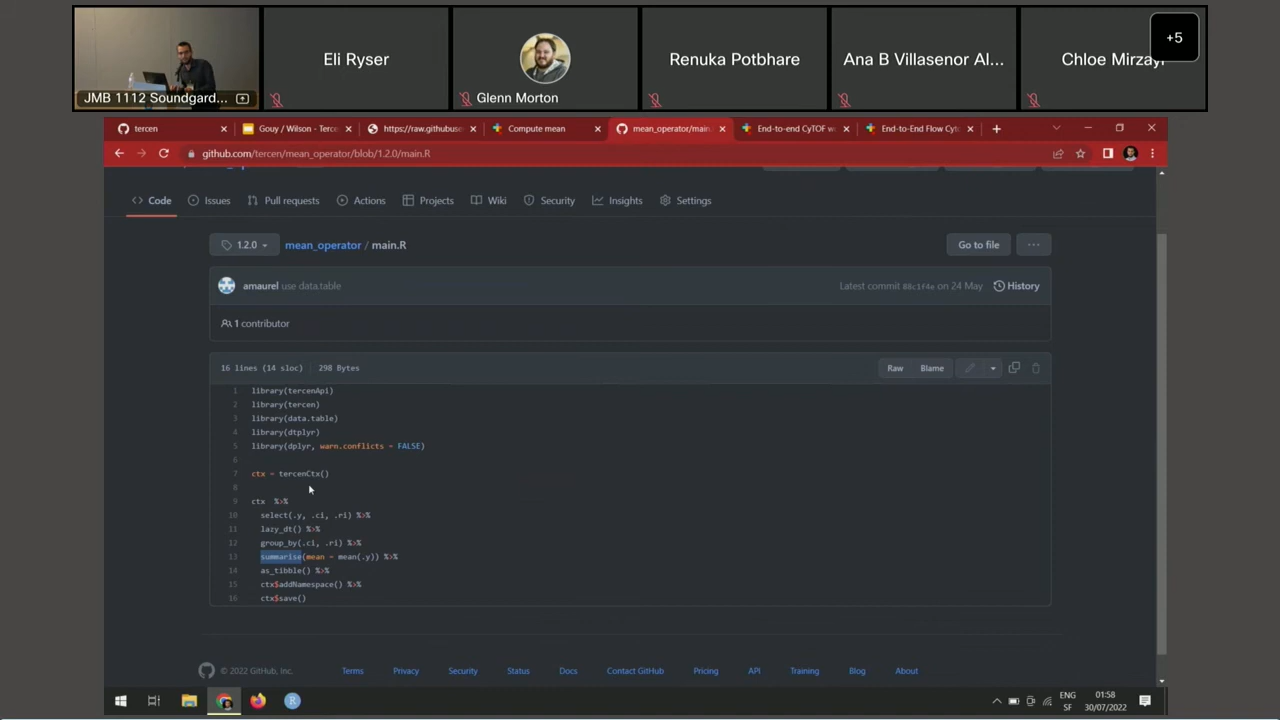 JMB 1112 Soundgard...
Eli Ryser
Glenn Morton
Renuka Potbhare
Ana B Villasenor Al...
Chloe Mirzayi
+5
tercen
Gouy / Wilson - Terce
https://raw.githubuse
Compute mean
mean_operator/main.
End-to-end CyTOF w
End-to-End Flow Cyt
github.com/tercen/mean_operator/blob/1.2.0/main.R
Code
Issues
Pull requests
Actions
Projects
Wiki
Security
Insights
Settings
1.2.0
mean_operator / main.R
Go to file
...
amaurel use data.table
Latest commit 88c1f4e on 24 May
History
1 contributor
16 lines (14 sloc) | 298 Bytes
Raw
Blame
1 library(tercenApi)
2 library(tercen)
3 library(data.table)
4 library(dtplyr)
5 library(dplyr, warn.conflicts = FALSE)
6
7 ctx = tercenCtx()
8
9 ctx %>%
10 select(.y, .ci, .ri) %>%
11 lazy_dt() %>%
12 group_by(.ci, .ri) %>%
13 summarise(mean = mean(.y)) %>%
14 as_tibble() %>%
15 ctx$addNamespace() %>%
16 ctx$save()
© 2022 GitHub, Inc.
Terms
Privacy
Security
Status
Docs
Contact GitHub
Pricing
API
Training
Blog
About
ENG
SF
01:58
30/07/2022